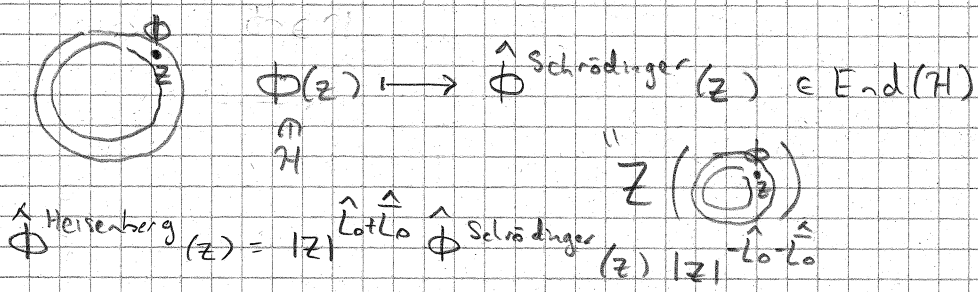 ϕ
z
ϕ(z) ⟼ ϕ̂ Schrödinger (z) ∈ End(H)
∈
H
"
Z ( ϕ z )
ϕ̂ Heisenberg (z) = |z|^{L̂₀+L̄̂₀} ϕ̂ Schrödinger (z) |z|^{-L̂₀-L̄̂₀}